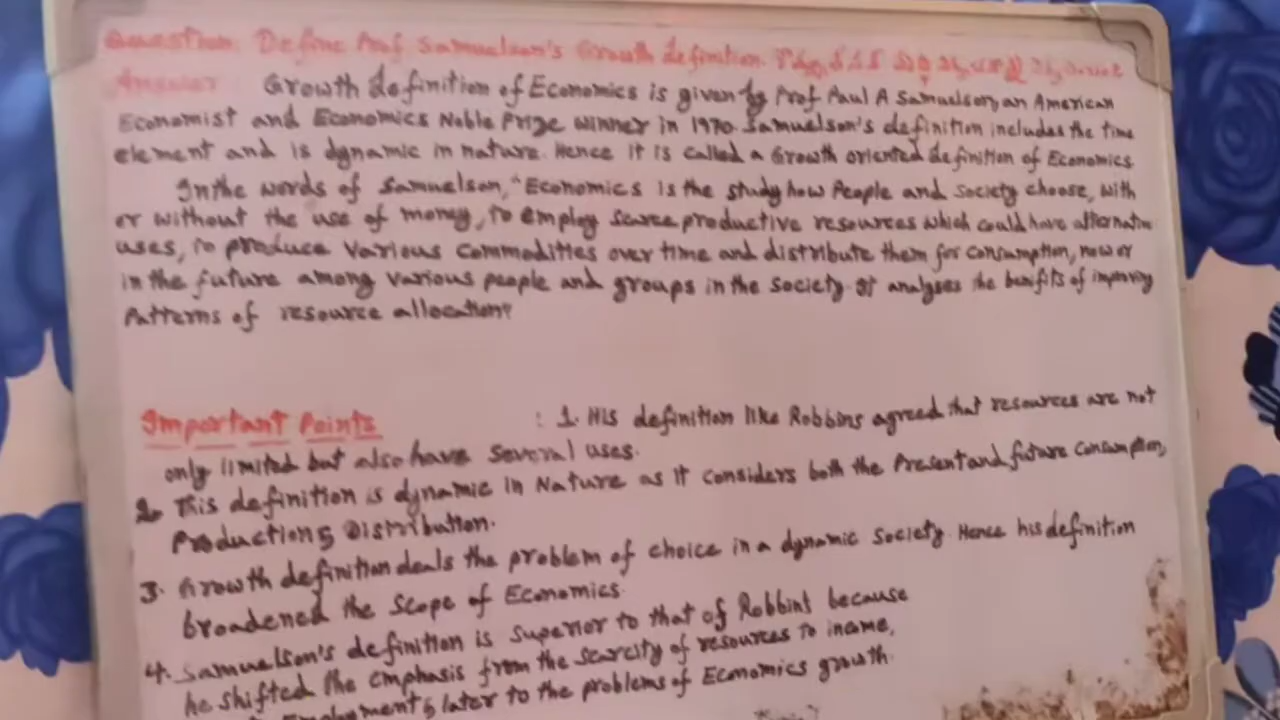 Question: Define Prof Samuelson's Growth definition.
Answer: Growth definition of Economics is given by Prof Paul A Samuelson, an American
Economist and Economics Noble Prize winner in 1970. Samuelson's definition includes the time
element and is dynamic in nature. Hence it is called a Growth oriented definition of Economics
In the words of Samuelson, "Economics is the study how People and Society choose, with
or without the use of money, to employ scarce productive resources which could have alternative
uses, to produce various commodities over time and distribute them for consumption, now or
in the future among various people and groups in the society. It analyses the benifits of improving
Patterns of resource allocation"
Important Points : 1. His definition like Robbins agreed that resources are not
only limited but also have several uses.
2. This definition is dynamic in Nature as it considers both the Present and future Consumption,
Production & Distribution.
3. Growth definition deals the problem of choice in a dynamic Society. Hence his definition
broadened the Scope of Economics.
4. Samuelson's definition is superior to that of Robbins because
he shifted the emphasis from the scarcity of resources to income,
Employment & later to the problems of Economics growth.